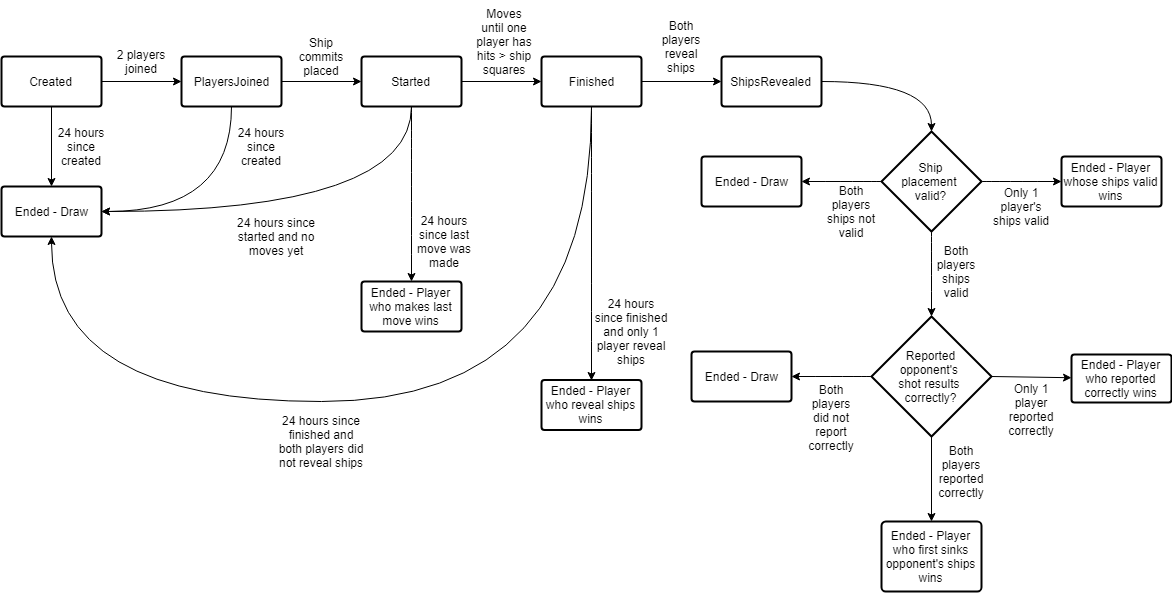 Created
2 players
joined
PlayersJoined
Ship
commits
placed
Started
Moves
until one
player has
hits > ship
squares
Finished
Both
players
reveal
ships
ShipsRevealed
24 hours
since
created
24 hours
since
created
Ended - Draw
24 hours since
started and no
moves yet
24 hours
since last
move was
made
Ended - Player
who makes last
move wins
24 hours
since finished
and only 1
player reveal
ships
Ended - Player
who reveal ships
wins
24 hours since
finished and
both players did
not reveal ships
Ship
placement
valid?
Ended - Draw
Both
players
ships not
valid
Only 1
player's
ships valid
Ended - Player
whose ships valid
wins
Both
players
ships
valid
Reported
opponent's
shot results
correctly?
Ended - Draw
Both
players
did not
report
correctly
Only 1
player
reported
correctly
Ended - Player
who reported
correctly wins
Both
players
reported
correctly
Ended - Player
who first sinks
opponent's ships
wins